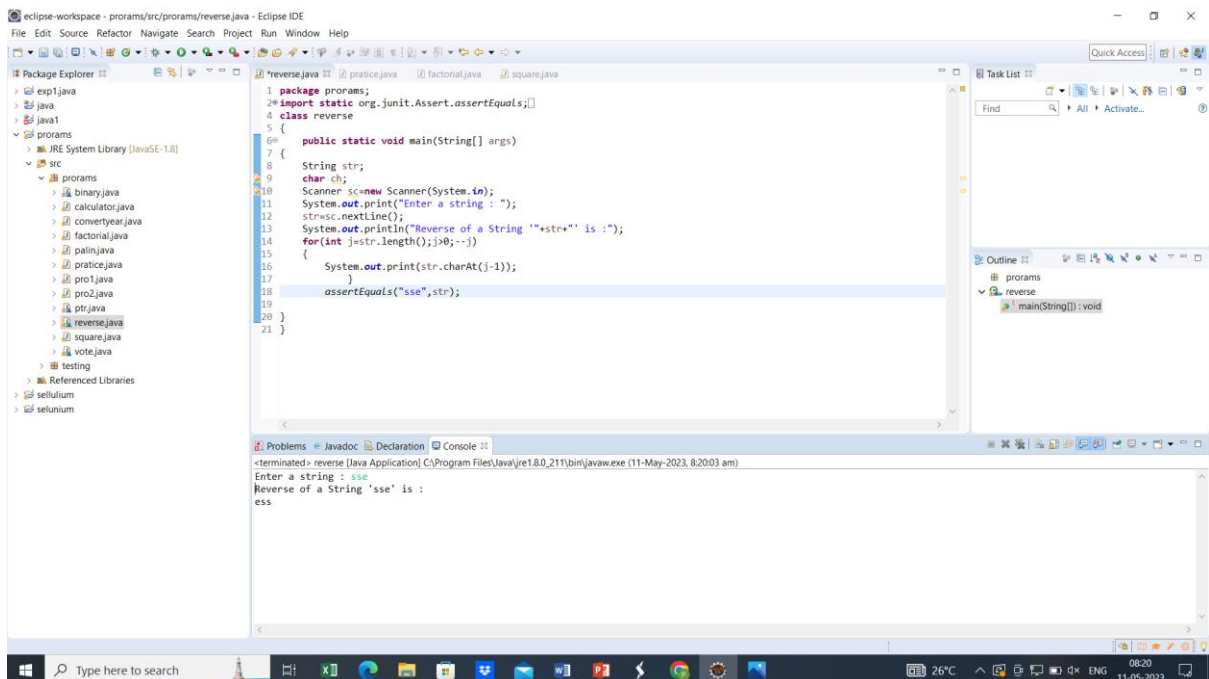 eclipse-workspace - prorams/src/prorams/reverse.java - Eclipse IDE
File Edit Source Refactor Navigate Search Project Run Window Help
Quick Access
Package Explorer
exp1.java
java
java1
prorams
JRE System Library [JavaSE-1.8]
src
prorams
binary.java
calculator.java
convertyear.java
factorial.java
palin.java
pratice.java
pro1.java
pro2.java
ptr.java
reverse.java
square.java
vote.java
testing
Referenced Libraries
sellulium
selunium
*reverse.java pratice.java factorial.java square.java
1 package prorams;
2 import static org.junit.Assert.assertEquals;
4 class reverse
5 {
6 public static void main(String[] args)
7 {
8 String str;
9 char ch;
10 Scanner sc=new Scanner(System.in);
11 System.out.print("Enter a string : ");
12 str=sc.nextLine();
13 System.out.println("Reverse of a String '"+str+"' is :");
14 for(int j=str.length();j>0;--j)
15 {
16 System.out.print(str.charAt(j-1));
17 }
18 assertEquals("sse",str);
19
20 }
21 }
Task List
Find All Activate...
Outline
prorams
reverse
main(String[]) : void
Problems Javadoc Declaration Console
<terminated> reverse [Java Application] C:\Program Files\Java\jre1.8.0_211\bin\javaw.exe (11-May-2023, 8:20:03 am)
Enter a string : sse
Reverse of a String 'sse' is :
ess
Type here to search
26°C ENG 08:20
11-05-2023